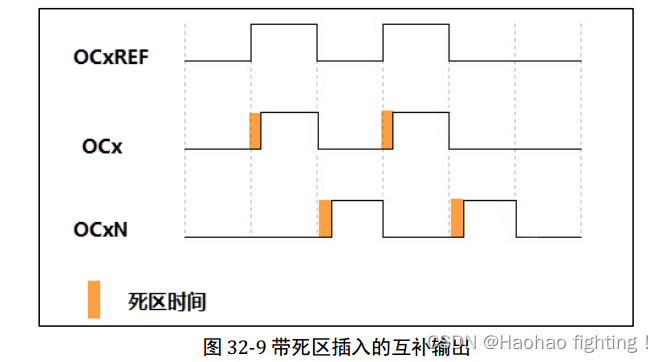 OCxREF
OCx
OCxN
死区时间
图 32-9 带死区插入的互补输出
CSDN @Haohao fighting！